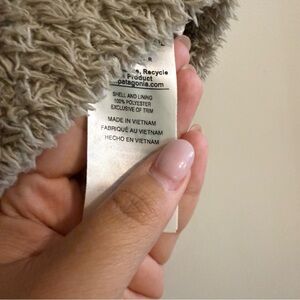 R
, Recycle
Product
patagonia.com
SHELL AND LINING
100% POLYESTER
EXCLUSIVE OF TRIM
MADE IN VIETNAM
FABRIQUÉ AU VIETNAM
HECHO EN VIETNAM